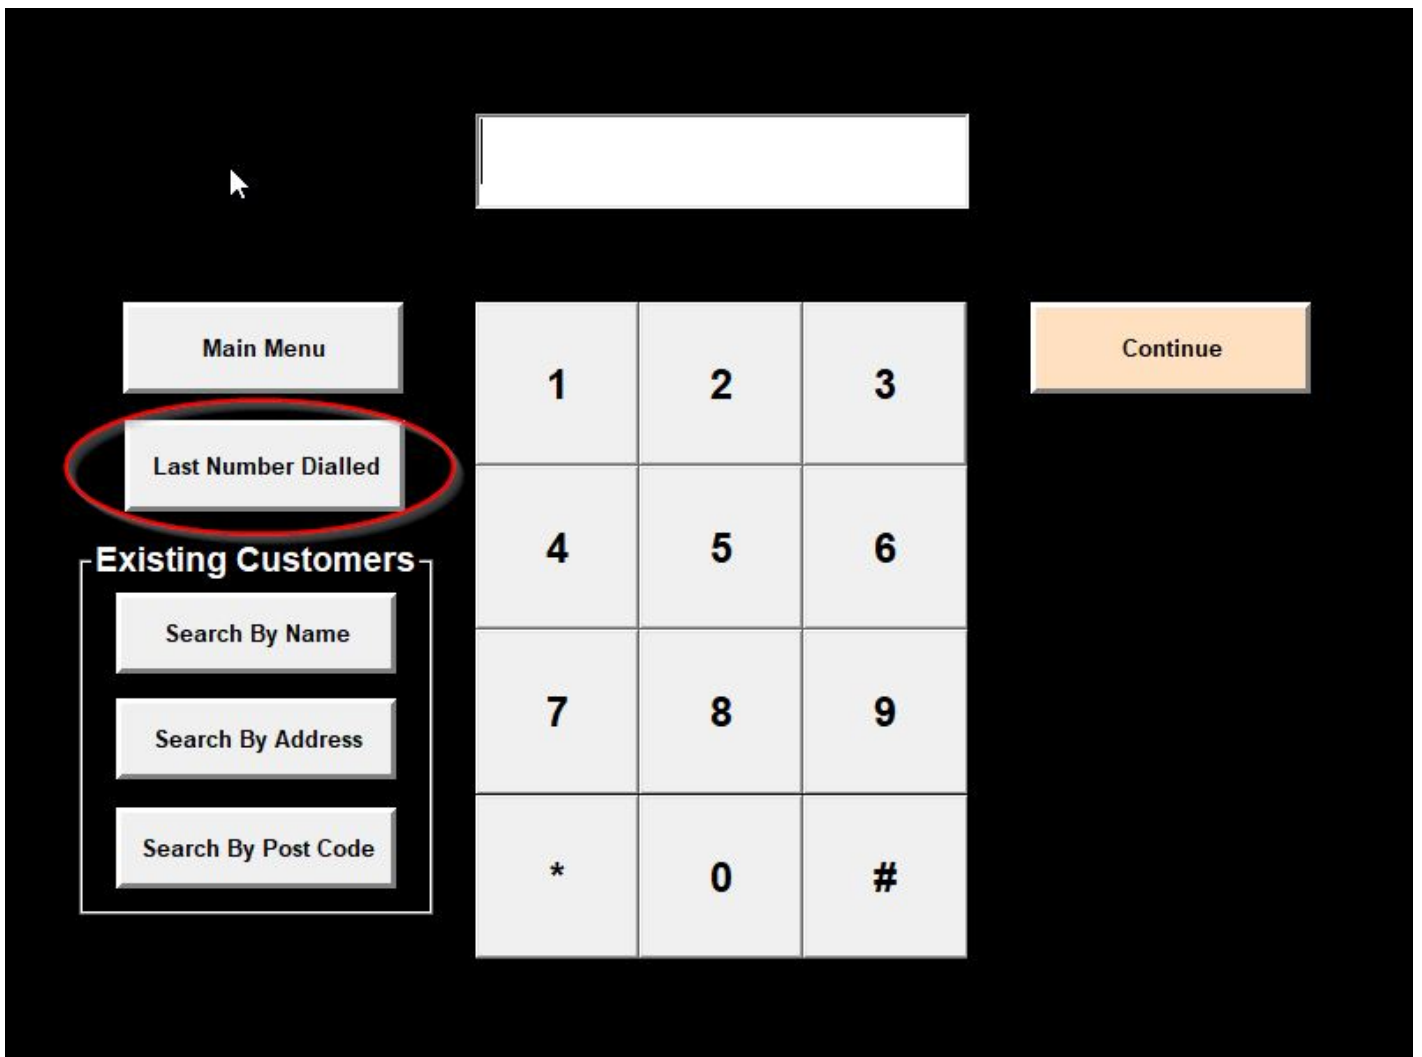 Main Menu
Continue
Last Number Dialled
Existing Customers
Search By Name
Search By Address
Search By Post Code
1 2 3
4 5 6
7 8 9
* 0 #